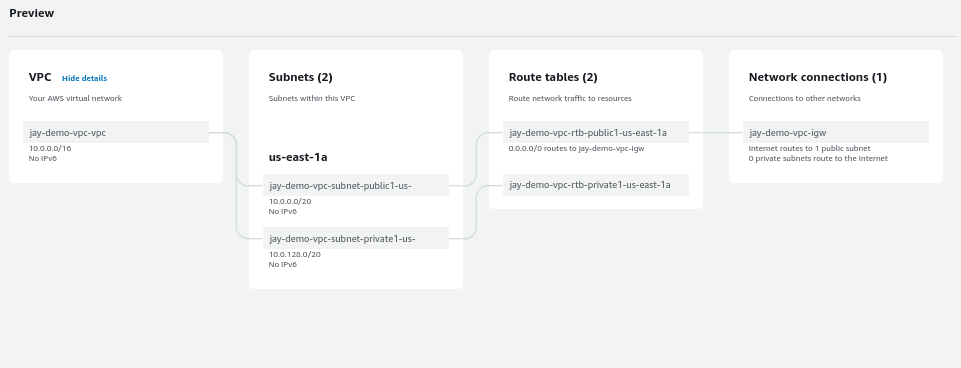 Preview
VPC Hide details
Your AWS virtual network
jay-demo-vpc-vpc
10.0.0.0/16
No IPv6
Subnets (2)
Subnets within this VPC
us-east-1a
jay-demo-vpc-subnet-public1-us-
10.0.0.0/20
No IPv6
jay-demo-vpc-subnet-private1-us-
10.0.128.0/20
No IPv6
Route tables (2)
Route network traffic to resources
jay-demo-vpc-rtb-public1-us-east-1a
0.0.0.0/0 routes to jay-demo-vpc-igw
jay-demo-vpc-rtb-private1-us-east-1a
Network connections (1)
Connections to other networks
jay-demo-vpc-igw
Internet routes to 1 public subnet
0 private subnets route to the Internet